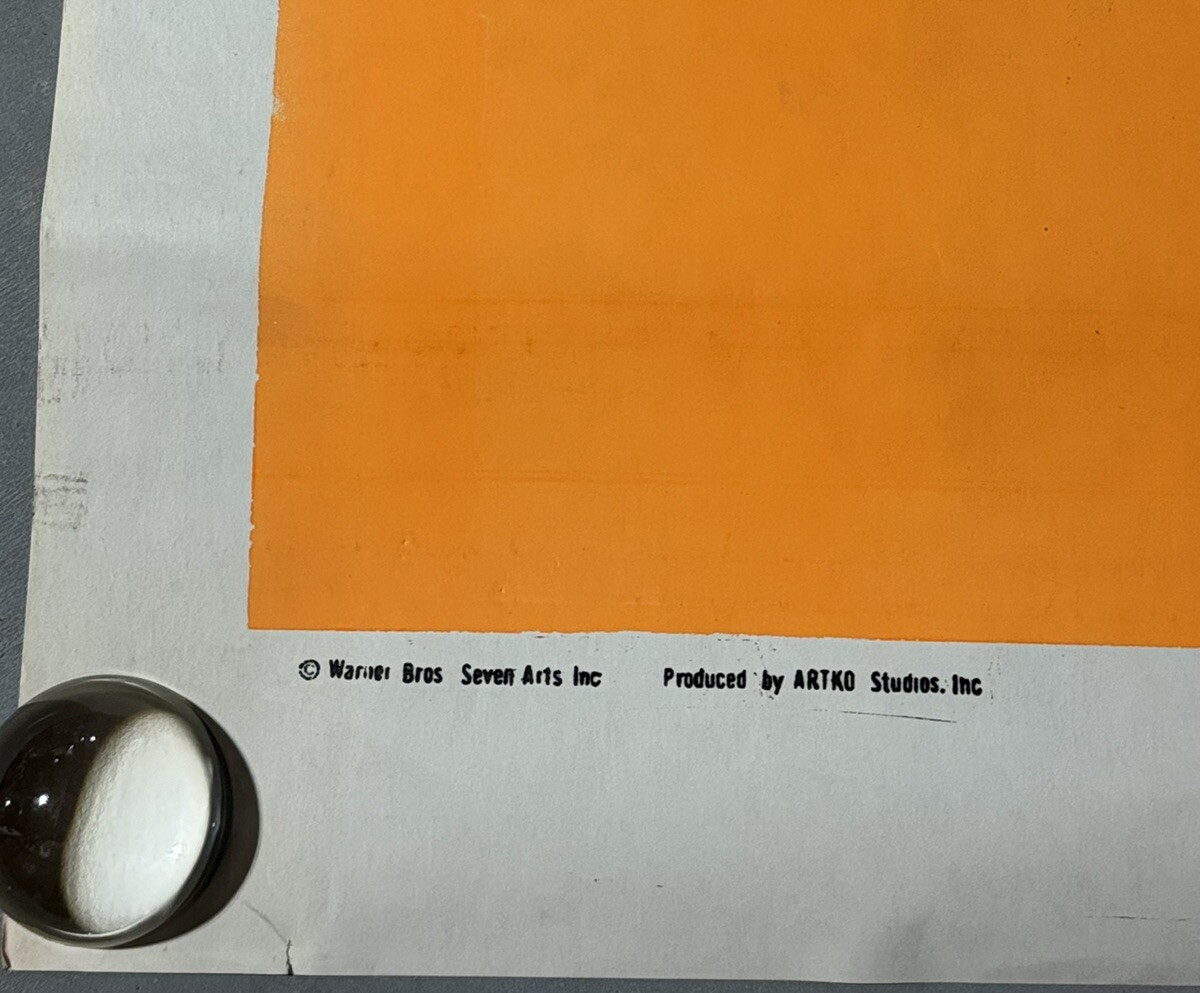 © Warner Bros Seven Arts Inc Produced by ARTKO Studios. Inc